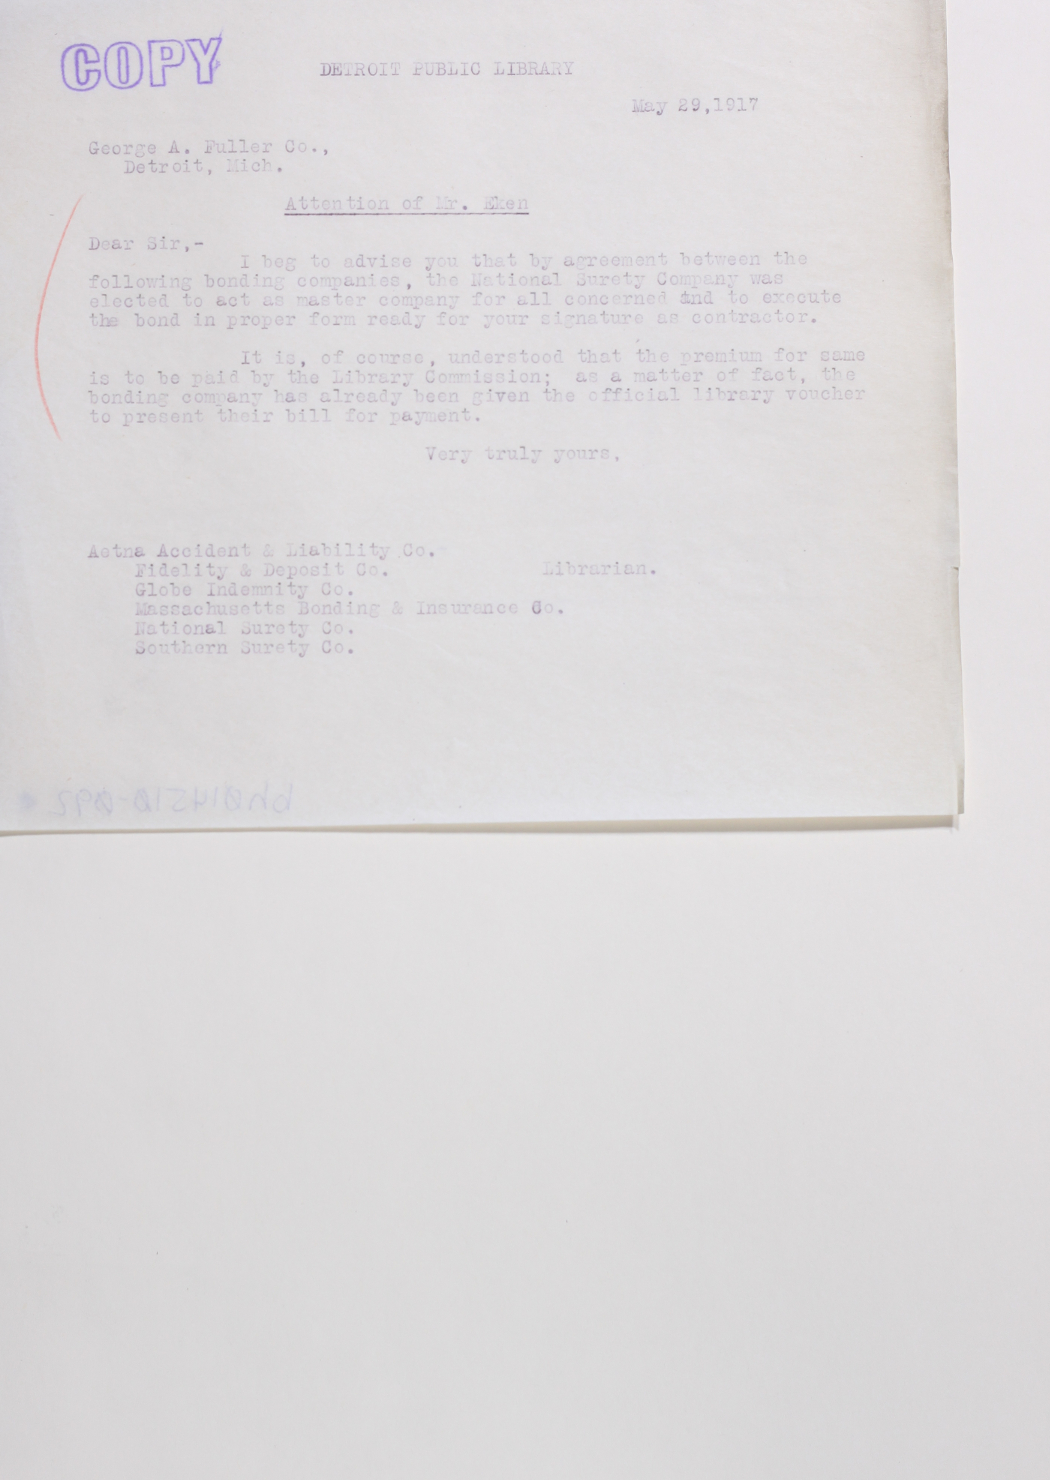 COPY
DETROIT PUBLIC LIBRARY
May 29,1917
George A. Fuller Co.,
Detroit, Mich.
Attention of Mr. Eken
Dear Sir,-
I beg to advise you that by agreement between the
following bonding companies, the National Surety Company was
elected to act as master company for all concerned and to execute
the bond in proper form ready for your signature as contractor.
It is, of course, understood that the premium for same
is to be paid by the Library Commission; as a matter of fact, the
bonding company has already been given the official library voucher
to present their bill for payment.
Very truly yours,
Aetna Accident & Liability Co.
Fidelity & Deposit Co.
Librarian.
Globe Indemnity Co.
Massachusetts Bonding & Insurance Co.
National Surety Co.
Southern Surety Co.
bh014510-092